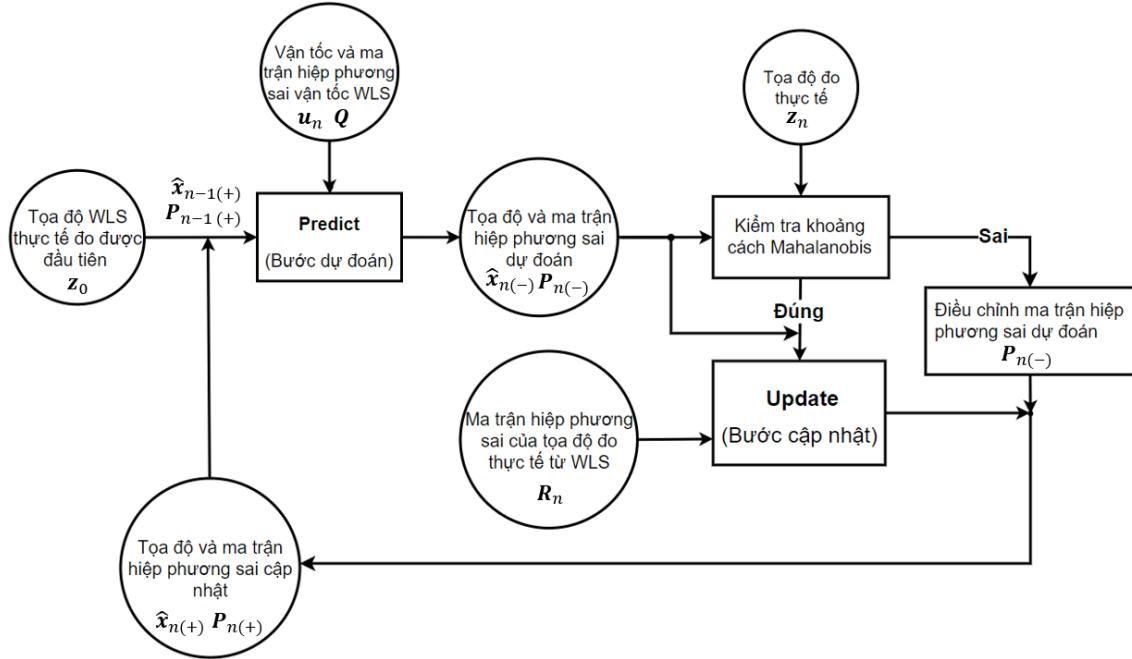 Vận tốc và ma
trận hiệp phương
sai vận tốc WLS
u_n Q
Tọa độ đo
thực tế
z_n
Tọa độ WLS
thực tế đo được
đầu tiên
z_0
x̂_{n-1(+)}
P_{n-1(+)}
Predict
(Bước dự đoán)
Tọa độ và ma trận
hiệp phương sai
dự đoán
x̂_{n(-)} P_{n(-)}
Kiểm tra khoảng
cách Mahalanobis
Sai
Đúng
Điều chỉnh ma trận hiệp
phương sai dự đoán
P_{n(-)}
Ma trận hiệp phương
sai của tọa độ đo
thực tế từ WLS
R_n
Update
(Bước cập nhật)
Tọa độ và ma trận
hiệp phương sai cập
nhật
x̂_{n(+)} P_{n(+)}